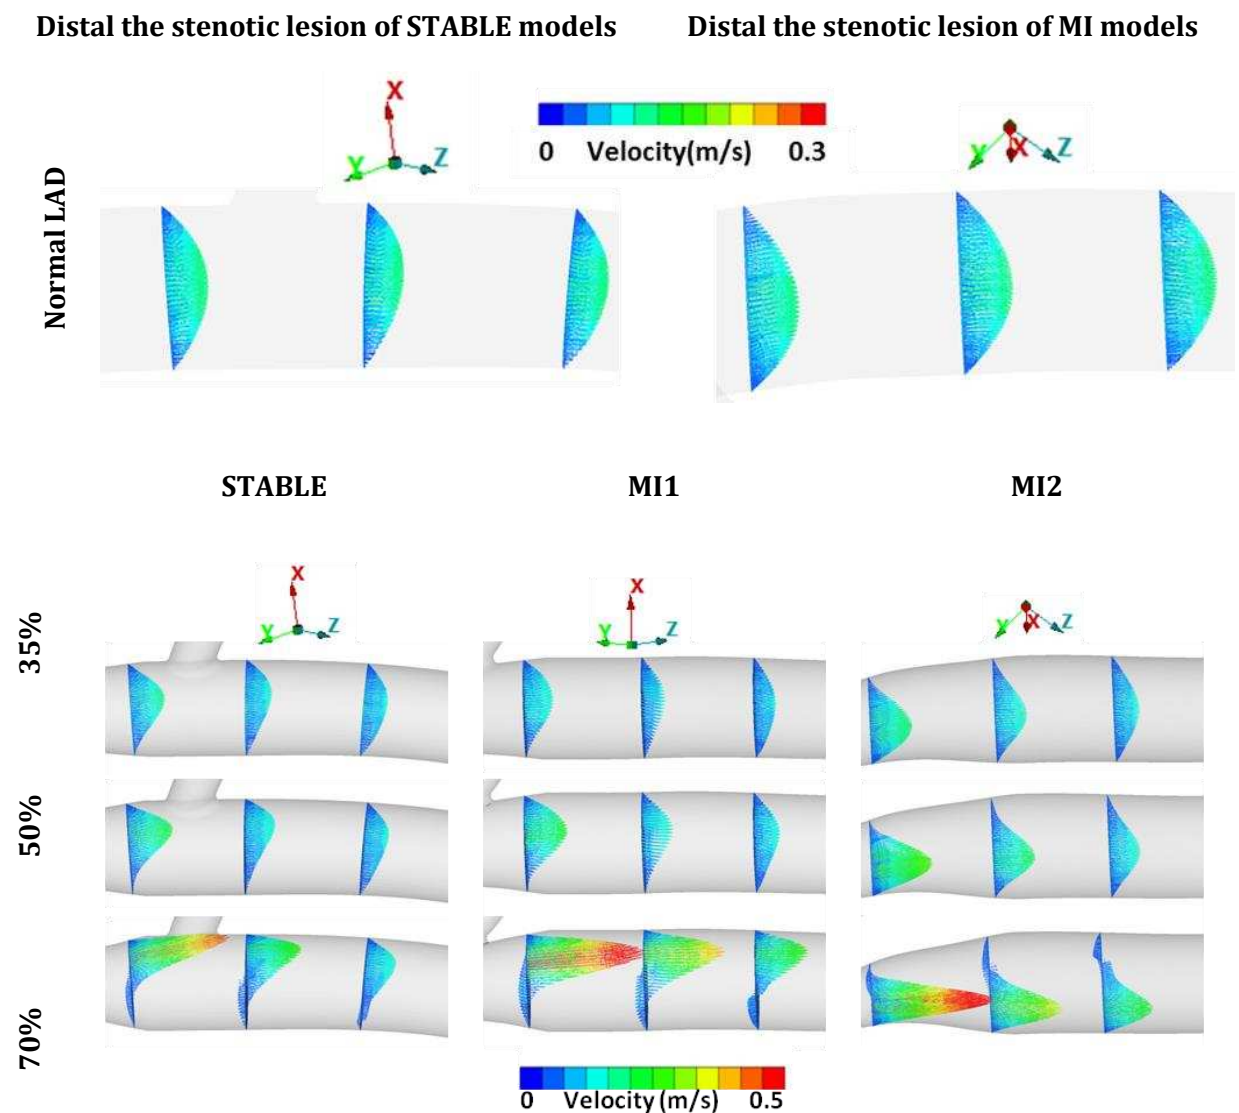 Distal the stenotic lesion of STABLE models Distal the stenotic lesion of MI models
X
Y
Z
0 Velocity(m/s) 0.3
Y
X
Z
Normal LAD
STABLE MI1 MI2
X
Y
Z
X
Y
Z
Y
X
Z
35%
50%
70%
0 Velocity (m/s) 0.5